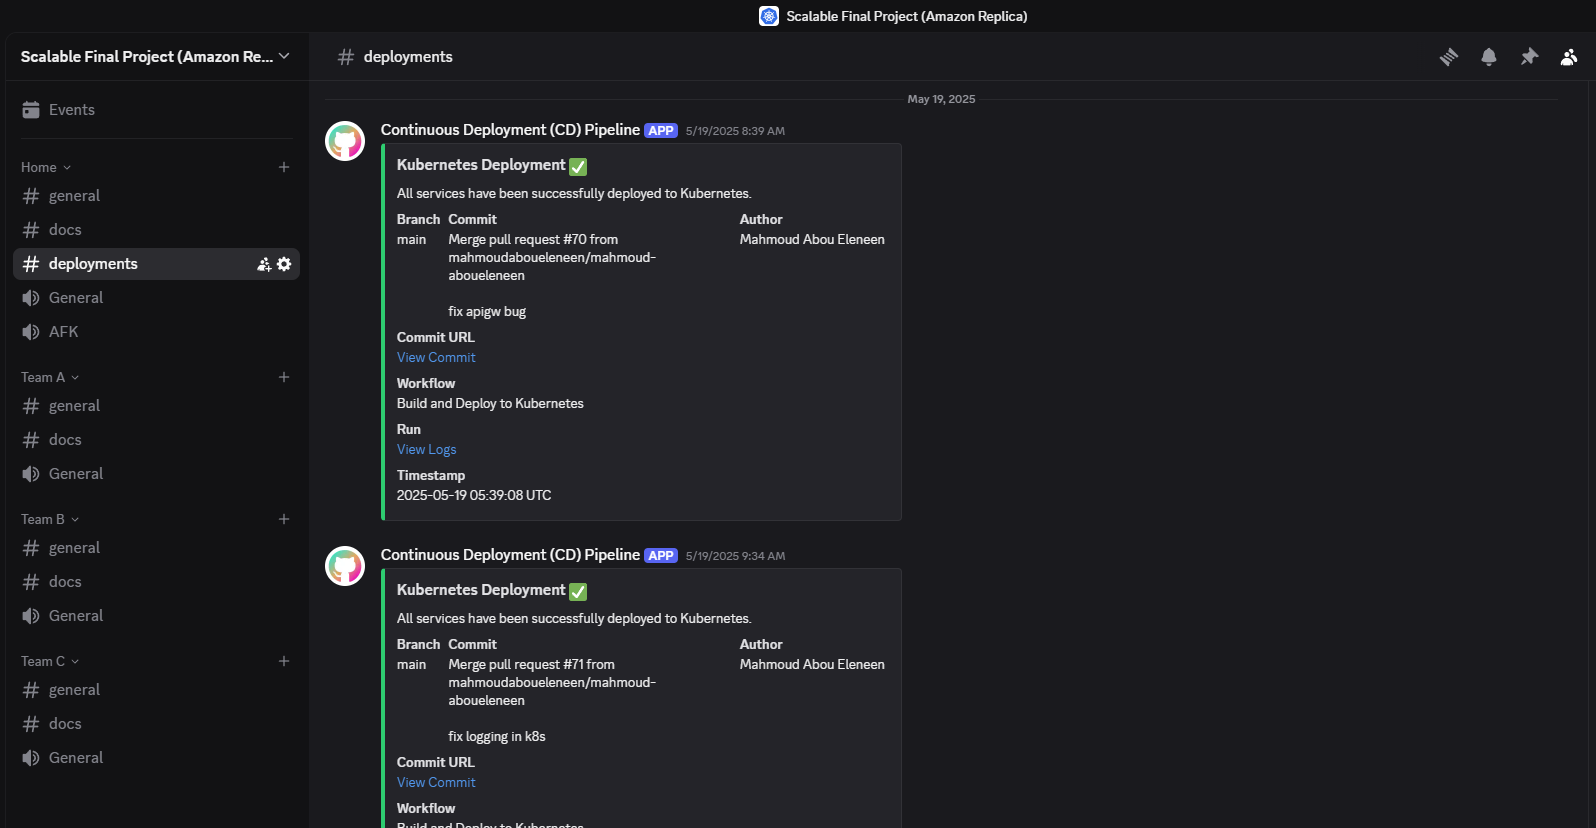 Scalable Final Project (Amazon Replica)
Scalable Final Project (Amazon Re...
Events
Home
general
docs
deployments
General
AFK
Team A
general
docs
General
Team B
general
docs
General
Team C
general
docs
General
deployments
May 19, 2025
Continuous Deployment (CD) Pipeline APP 5/19/2025 8:39 AM
Kubernetes Deployment ✅
All services have been successfully deployed to Kubernetes.
Branch Commit Author
main Merge pull request #70 from Mahmoud Abou Eleneen
mahmoudaboueleneen/mahmoud-
aboueleneen
fix apigw bug
Commit URL
View Commit
Workflow
Build and Deploy to Kubernetes
Run
View Logs
Timestamp
2025-05-19 05:39:08 UTC
Continuous Deployment (CD) Pipeline APP 5/19/2025 9:34 AM
Kubernetes Deployment ✅
All services have been successfully deployed to Kubernetes.
Branch Commit Author
main Merge pull request #71 from Mahmoud Abou Eleneen
mahmoudaboueleneen/mahmoud-
aboueleneen
fix logging in k8s
Commit URL
View Commit
Workflow
Build and Deploy to Kubernetes